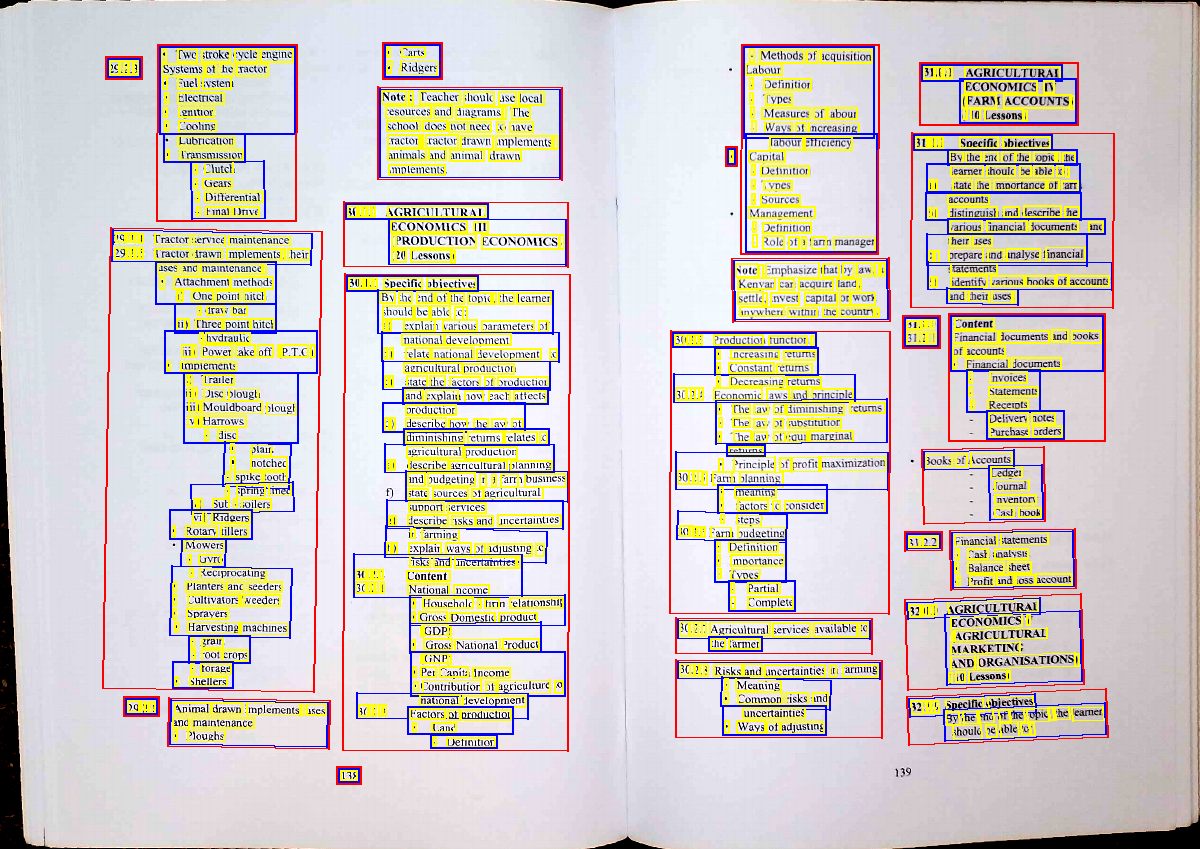 • Two stroke cycle engine
29.2.3 Systems of the tractor
• Fuel system
• Electrical
• Ignition
• Cooling
• Lubrication
• Transmission
- Clutch
- Gears
- Differential
- Final Drive
29.2.4 Tractor service maintenance
29.2.5 Tractor drawn implements, their
uses and maintenance
• Attachment methods
i) One point hitch
- draw bar
ii) Three point hitch
- hydraulic
iii) Power take off (P.T.O)
• Implements
i) Trailer
ii) Disc plough
iii) Mouldboard plough
iv) Harrows
- disc
• plain
• notched
- spike tooth
- spring tined
v) Sub-soilers
vi) Ridgers
• Rotary tillers
• Mowers
- Gyro
- Reciprocating
• Planters and seeders
• Cultivators/weeders
• Sprayers
• Harvesting machines
- grain
- root crops
- forage
• Shellers
Animal drawn implements uses
and maintenance
• Ploughs
• Carts
• Ridgers
Note: Teacher should use local
resources and diagrams. The
school does not need to have
tractor, tractor drawn implements
animals and animal drawn
implements.
30.0.0 AGRICULTURAL
ECONOMICS III
(PRODUCTION ECONOMICS)
(20 Lessons)
30.1.0 Specific objectives
By the end of the topic, the learner
should be able to:
a) explain various parameters of
national development
b) relate national development to
agricultural production
c) state the factors of production
and explain how each affects
production
d) describe how the law of
diminishing returns relates to
agricultural production
e) describe agricultural planning
and budgeting in a farm business
f) state sources of agricultural
support services
g) describe risks and uncertainties
in farming
h) explain ways of adjusting to
risks and uncertainties
30.2.0 Content
30.2.1 National income
• Household - firm relationship
• Gross Domestic product
(GDP)
• Gross National Product
(GNP)
• Per Capita Income
• Contribution of agriculture to
national development
Factors of production
• Land
- Definition
138
- Methods of acquisition
• Labour
- Definition
- Types
- Measures of labour
- Ways of increasing
labour efficiency
• Capital
- Definition
- Types
- Sources
• Management
- Definition
- Role of a farm manager
Note: Emphasize that by law a
Kenyan can acquire land,
settle, invest capital or work
anywhere within the country.
30.2.3 Production function
• Increasing returns
• Constant returns
• Decreasing returns
30.2.4 Economic laws and principle
• The law of diminishing returns
• The law of substitution
• The law of equi-marginal
returns
• Principle of profit maximization
30.2.5 Farm planning
• meaning
• factors to consider
• steps
30.2.6 Farm budgeting
• Definition
• Importance
• Types
- Partial
- Complete
30.2.7 Agricultural services available to
the farmer
30.2.8 Risks and uncertainties in farming
• Meaning
• Common risks and
uncertainties
• Ways of adjusting
31.0.0 AGRICULTURAL
ECONOMICS IV
(FARM ACCOUNTS)
(10 Lessons)
31.1.0 Specific objectives
By the end of the topic, the
learner should be able to:
a) state the importance of farm
accounts
b) distinguish and describe the
various financial documents and
their uses
c) prepare and analyse financial
statements
d) identify various books of accounts
and their uses
31.2.0 Content
31.2.1 Financial documents and books
of accounts
• Financial documents
- Invoices
- Statements
- Receipts
- Delivery notes
- Purchase orders
• Books of Accounts
- Ledger
- Journal
- Inventory
- Cash book
31.2.2 Financial statements
• Cash analysis
• Balance sheet
• Profit and loss account
32.0.0 AGRICULTURAL
ECONOMICS V
(AGRICULTURAL
MARKETING
AND ORGANISATIONS)
(10 Lessons)
32.1.0 Specific objectives
By the end of the topic, the learner
should be able to:
139